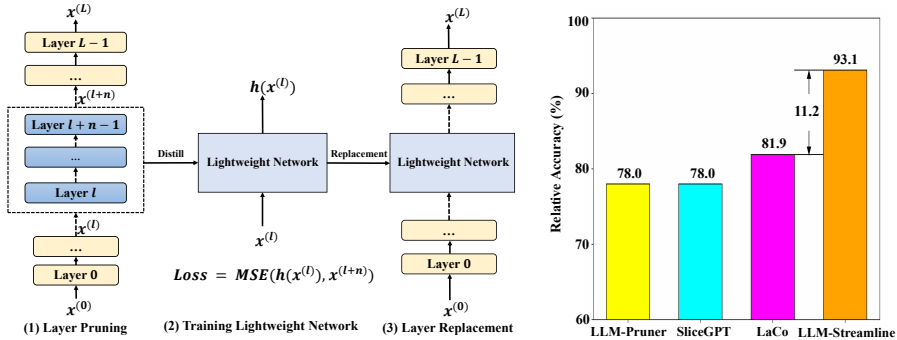 x^(L)
Layer L − 1
...
x^(l+n)
Layer l + n − 1
...
Layer l
x^(l)
...
Layer 0
x^(0)
(1) Layer Pruning
Distill
h(x^(l))
Lightweight Network
x^(l)
Loss = MSE(h(x^(l)), x^(l+n))
(2) Training Lightweight Network
Replacement
x^(L)
Layer L − 1
...
Lightweight Network
...
Layer 0
x^(0)
(3) Layer Replacement
Relative Accuracy (%)
100
90
80
70
60
78.0
78.0
81.9
93.1
11.2
LLM-Pruner
SliceGPT
LaCo
LLM-Streamline